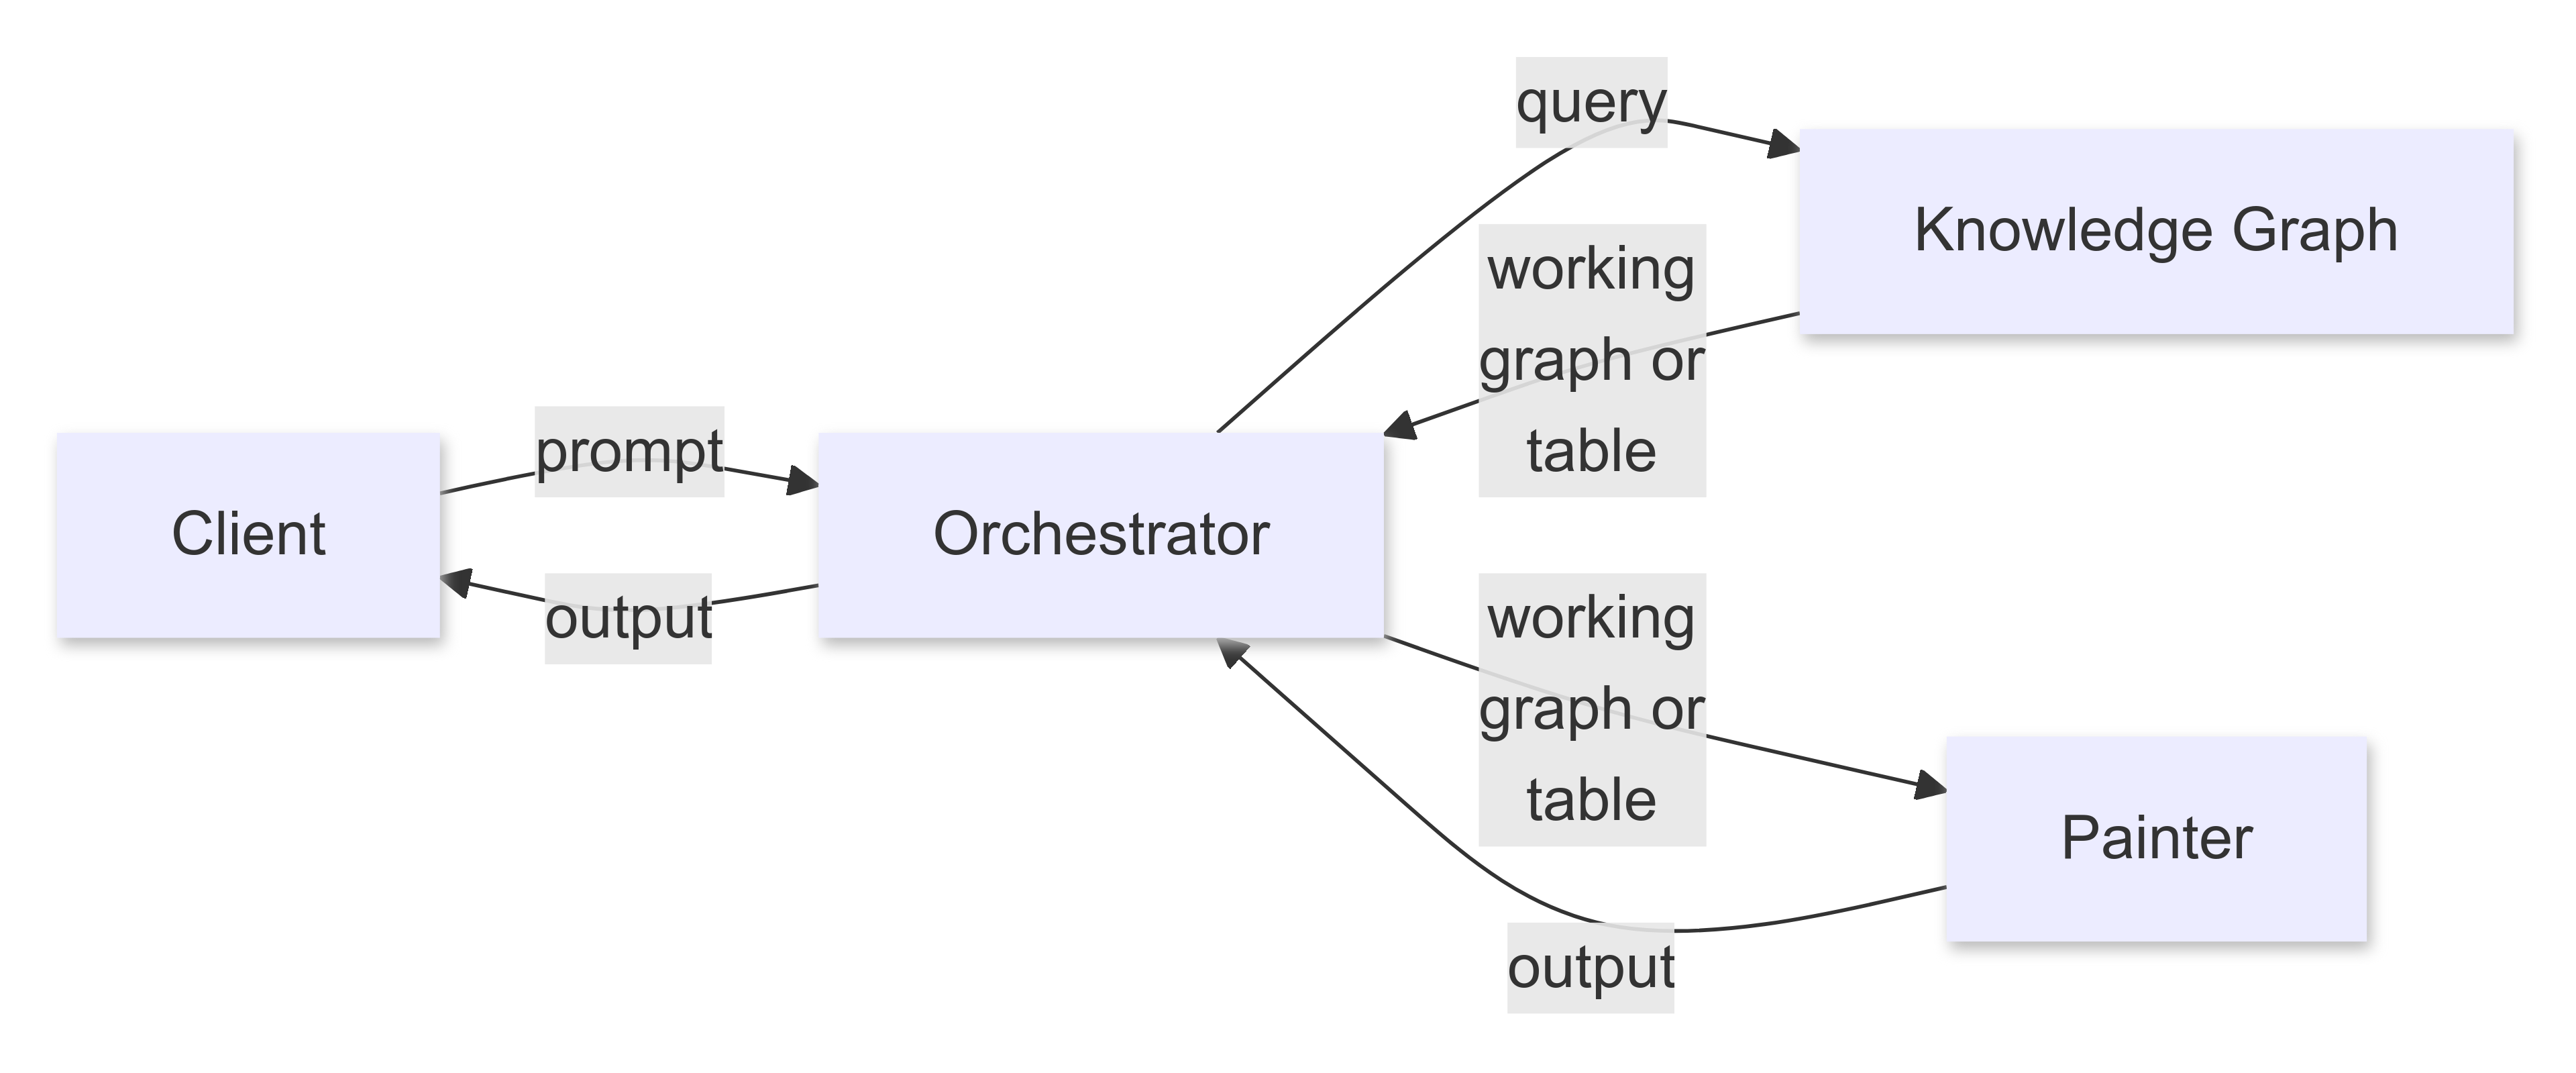 query
Knowledge Graph
working
graph or
table
prompt
Client
Orchestrator
output
working
graph or
table
Painter
output